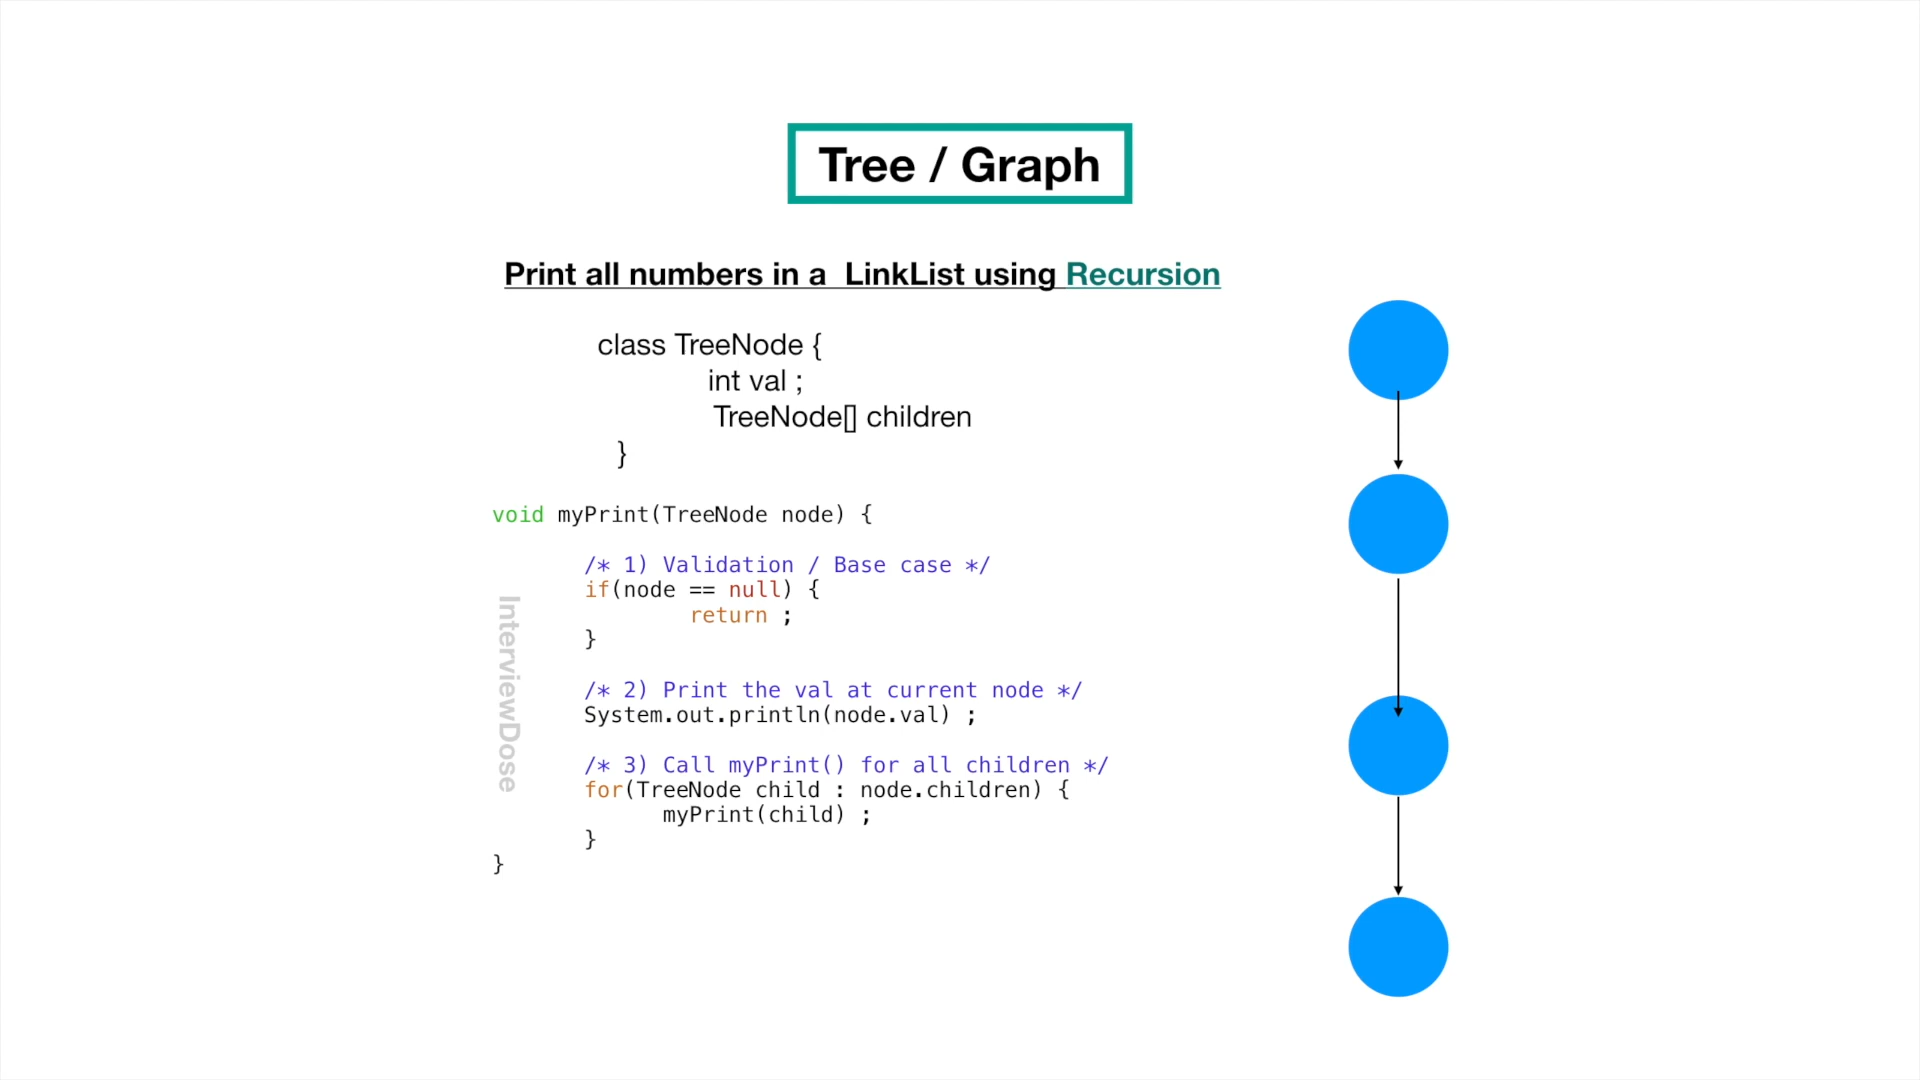 Tree / Graph
Print all numbers in a  LinkList using Recursion
class TreeNode {
int val ;
TreeNode[] children
}
void myPrint(TreeNode node) {
/* 1) Validation / Base case */
if(node == null) {
return ;
}
/* 2) Print the val at current node */
System.out.println(node.val) ;
/* 3) Call myPrint() for all children */
for(TreeNode child : node.children) {
myPrint(child) ;
}
}
InterviewDose